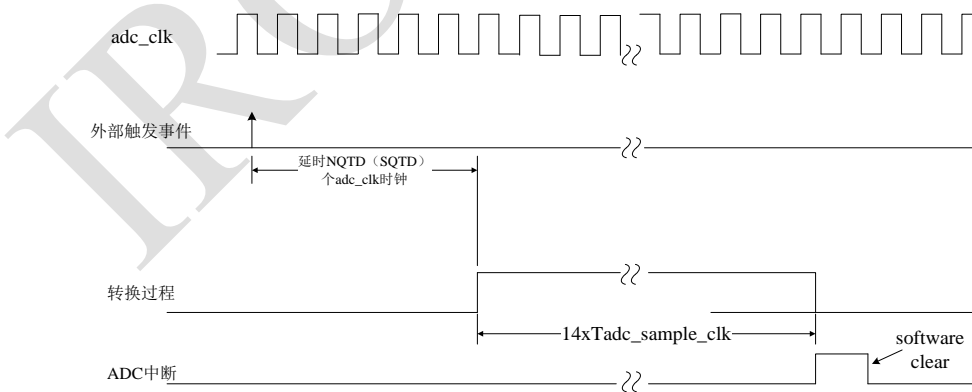 adc_clk
外部触发事件
延时NQTD（SQTD）
个adc_clk时钟
转换过程
14xTadc_sample_clk
software
clear
ADC中断